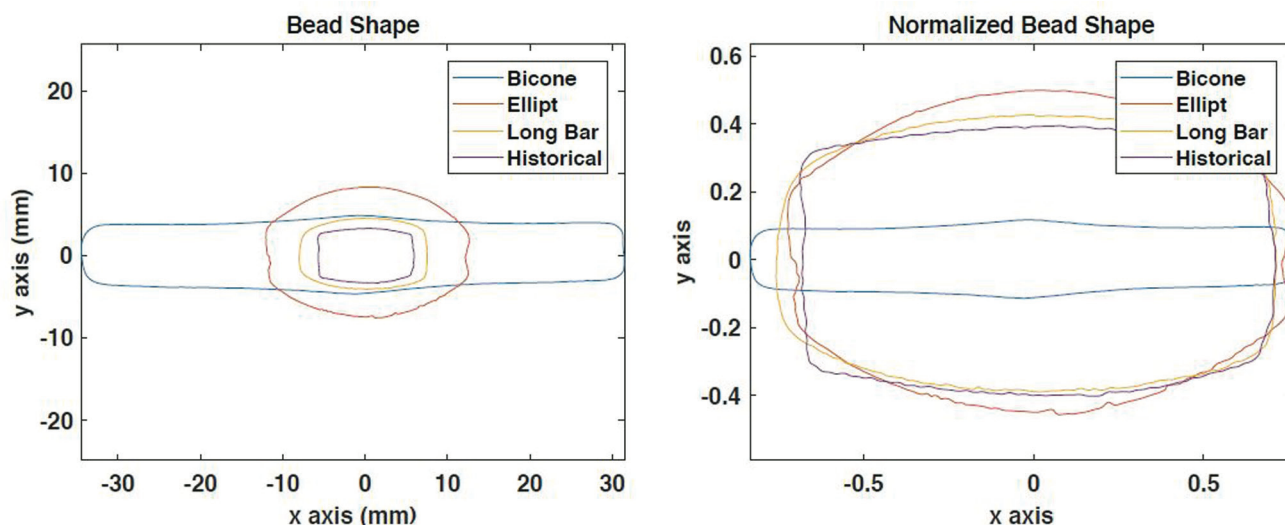 Bead Shape
20
10
0
-10
-20
y axis (mm)
-30
-20
-10
0
10
20
30
x axis (mm)
Bicone
Ellipt
Long Bar
Historical
Normalized Bead Shape
0.6
0.4
0.2
0
-0.2
-0.4
y axis
-0.5
0
0.5
x axis
Bicone
Ellipt
Long Bar
Historical